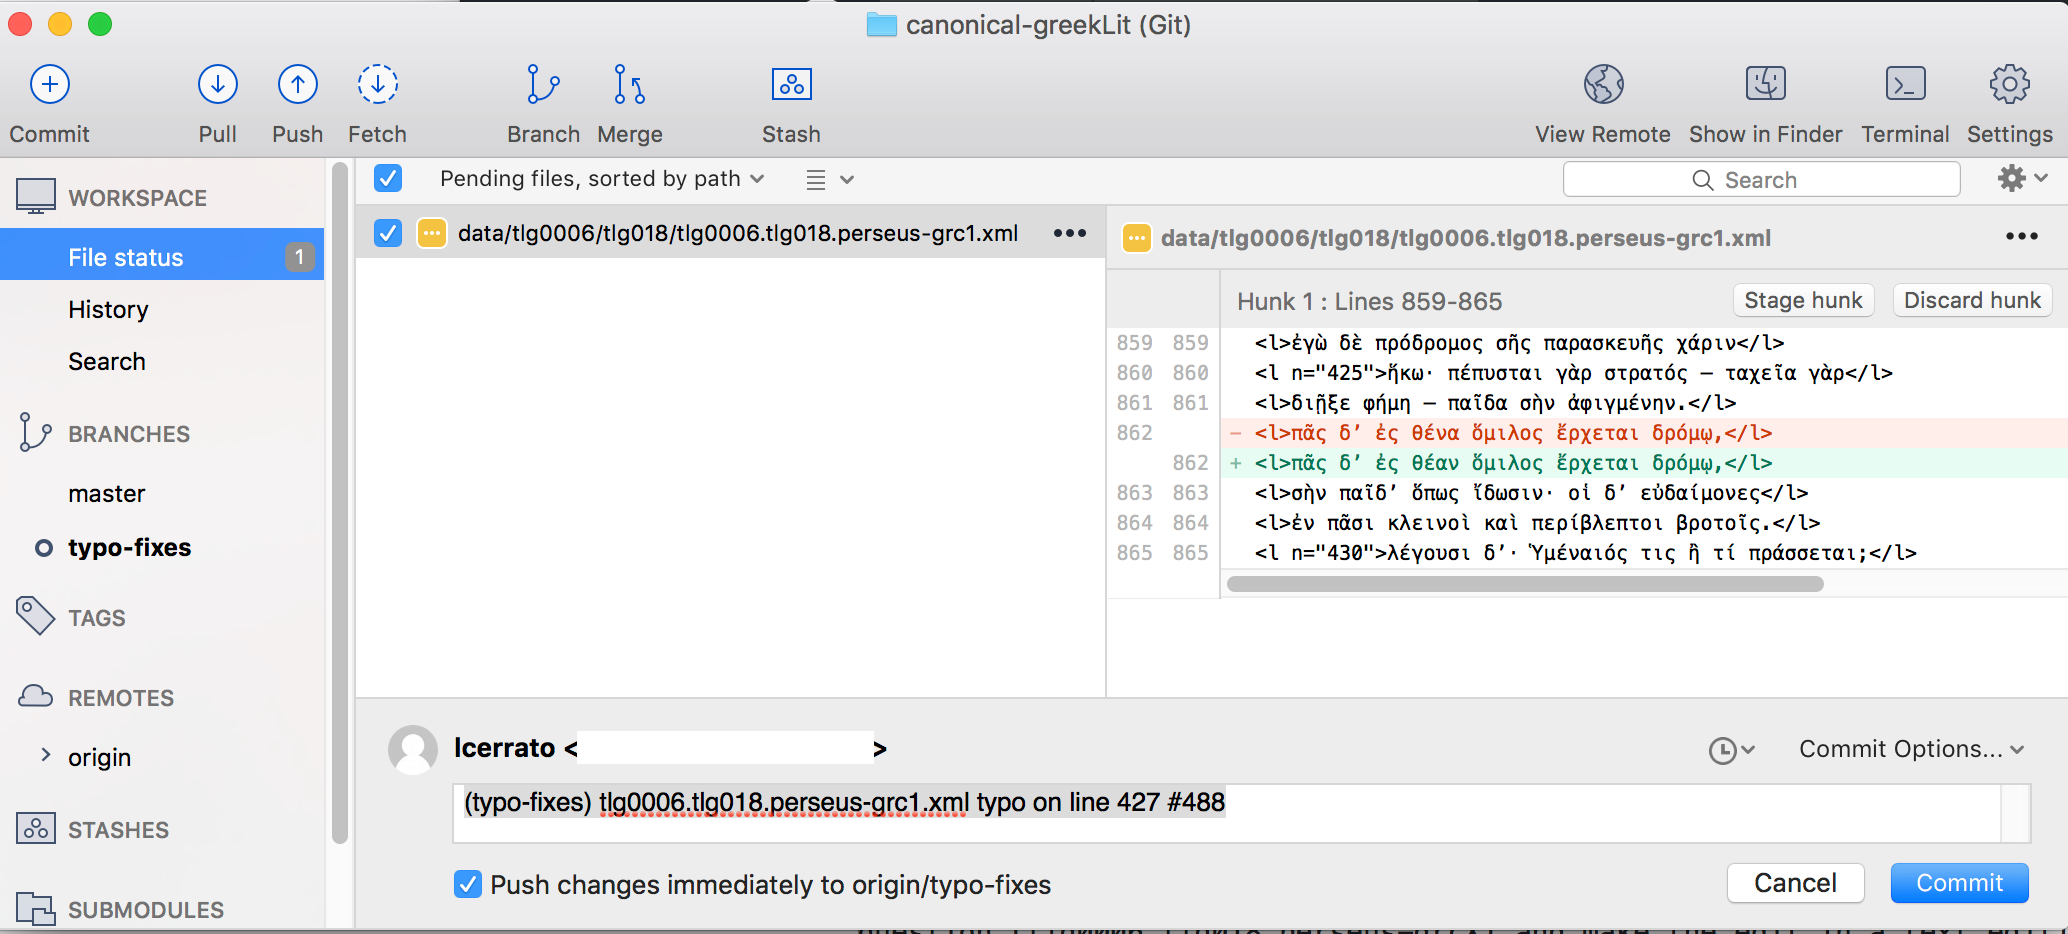 canonical-greekLit (Git)
Commit Pull Push Fetch Branch Merge Stash View Remote Show in Finder Terminal Settings
WORKSPACE
File status 1
History
Search
BRANCHES
master
typo-fixes
TAGS
REMOTES
origin
STASHES
SUBMODULES
Pending files, sorted by path
Search
data/tlg0006/tlg018/tlg0006.tlg018.perseus-grc1.xml
data/tlg0006/tlg018/tlg0006.tlg018.perseus-grc1.xml
Hunk 1 : Lines 859-865 Stage hunk Discard hunk
859 859 <l>ἐγὼ δὲ πρόδρομος σῆς παρασκευῆς χάριν</l>
860 860 <l n="425">ἥκω· πέπυσται γὰρ στρατός — ταχεῖα γὰρ</l>
861 861 <l>διῇξε φήμη — παῖδα σὴν ἀφιγμένην.</l>
862 - <l>πᾶς δ’ ἐς θένα ὅμιλος ἔρχεται δρόμῳ,</l>
862 + <l>πᾶς δ’ ἐς θέαν ὅμιλος ἔρχεται δρόμῳ,</l>
863 863 <l>σὴν παῖδ’ ὅπως ἴδωσιν· οἱ δ’ εὐδαίμονες</l>
864 864 <l>ἐν πᾶσι κλεινοὶ καὶ περίβλεπτοι βροτοῖς.</l>
865 865 <l n="430">λέγουσι δ’· Ὑμέναιός τις ἢ τί πράσσεται;</l>
lcerrato < >
Commit Options...
(typo-fixes) tlg0006.tlg018.perseus-grc1.xml typo on line 427 #488
Push changes immediately to origin/typo-fixes
Cancel Commit